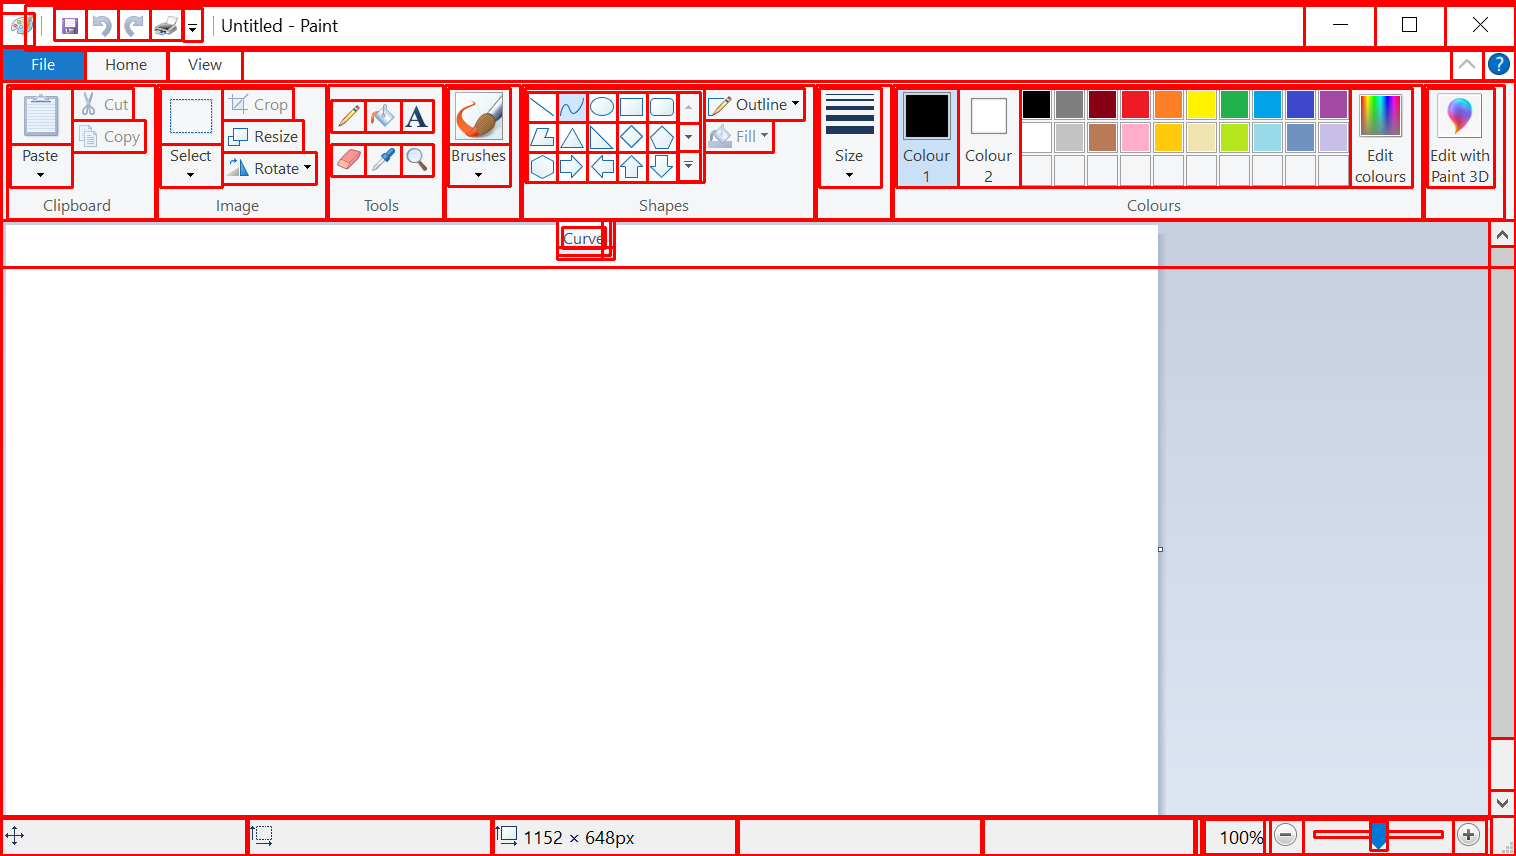 Untitled - Paint
File Home View
?
Paste
Cut
Copy
Clipboard
Select
Crop
Resize
Rotate
Image
A
Tools
Brushes
Outline
Fill
Shapes
Size
Colour
1
Colour
2
Edit
colours
Colours
Edit with
Paint 3D
Curve
1152 × 648px
100%